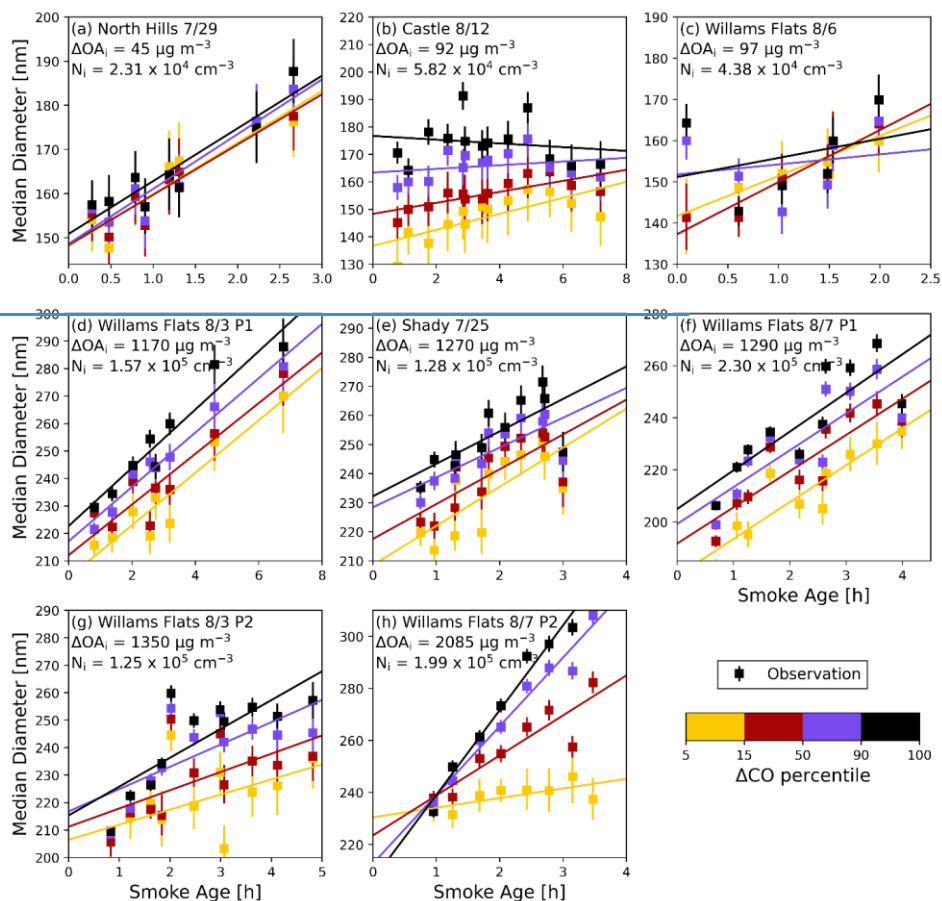 (a) North Hills 7/29
ΔOAᵢ = 45 μg m⁻³
Nᵢ = 2.31 x 10⁴ cm⁻³
190
180
170
160
150
0.0 0.5 1.0 1.5 2.0 2.5 3.0
(b) Castle 8/12
ΔOAᵢ = 92 μg m⁻³
Nᵢ = 5.82 x 10⁴ cm⁻³
220
210
200
190
180
170
160
150
140
130
0 2 4 6 8
(c) Willams Flats 8/6
ΔOAᵢ = 97 μg m⁻³
Nᵢ = 4.38 x 10⁴ cm⁻³
190
180
170
160
150
140
130
0.0 0.5 1.0 1.5 2.0 2.5
Median Diameter [nm]
(d) Willams Flats 8/3 P1
ΔOAᵢ = 1170 μg m⁻³
Nᵢ = 1.57 x 10⁵ cm⁻³
300
290
280
270
260
250
240
230
220
210
0 2 4 6 8
(e) Shady 7/25
ΔOAᵢ = 1270 μg m⁻³
Nᵢ = 1.28 x 10⁵ cm⁻³
300
290
280
270
260
250
240
230
220
210
0 1 2 3 4
(f) Willams Flats 8/7 P1
ΔOAᵢ = 1290 μg m⁻³
Nᵢ = 2.30 x 10⁵ cm⁻³
280
260
240
220
200
0 1 2 3 4
Smoke Age [h]
Median Diameter [nm]
(g) Willams Flats 8/3 P2
ΔOAᵢ = 1350 μg m⁻³
Nᵢ = 1.25 x 10⁵ cm⁻³
290
280
270
260
250
240
230
220
210
200
0 1 2 3 4 5
Smoke Age [h]
Median Diameter [nm]
(h) Willams Flats 8/7 P2
ΔOAᵢ = 2085 μg m⁻³
Nᵢ = 1.99 x 10⁵ cm⁻³
300
280
260
240
220
0 1 2 3 4
Smoke Age [h]
Observation
5 15 50 90 100
ΔCO percentile